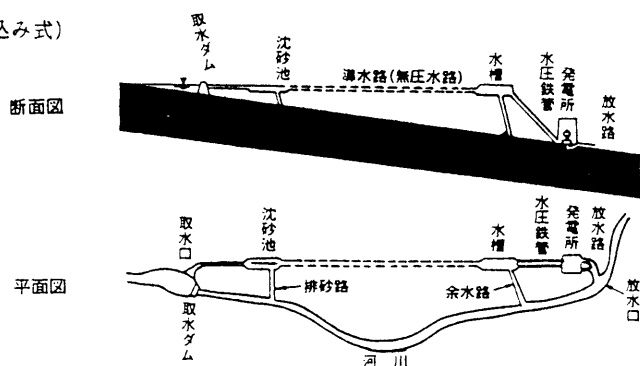 込み式)
断面図
取水ダム
沈砂池
導水路(無圧水路)
水槽
水圧鉄管
発電所
放水路
平面図
取水口
取水ダム
沈砂池
排砂路
水槽
余水路
水圧鉄管
発電所
放水路
放水口
河川